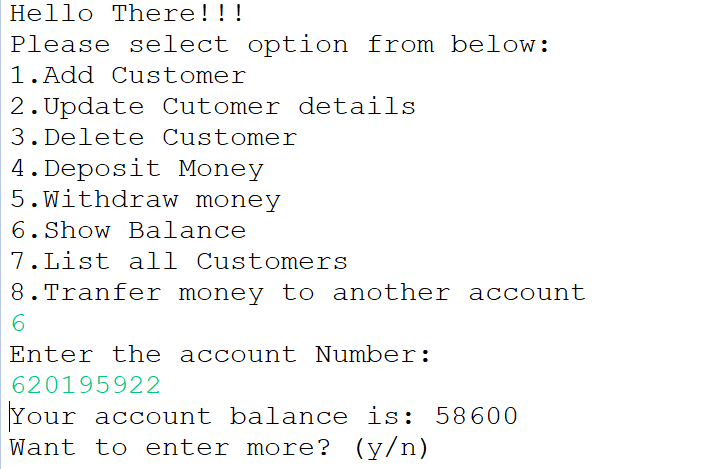 Hello There!!!
Please select option from below:
1.Add Customer
2.Update Cutomer details
3.Delete Customer
4.Deposit Money
5.Withdraw money
6.Show Balance
7.List all Customers
8.Tranfer money to another account
6
Enter the account Number:
620195922
Your account balance is: 58600
Want to enter more? (y/n)